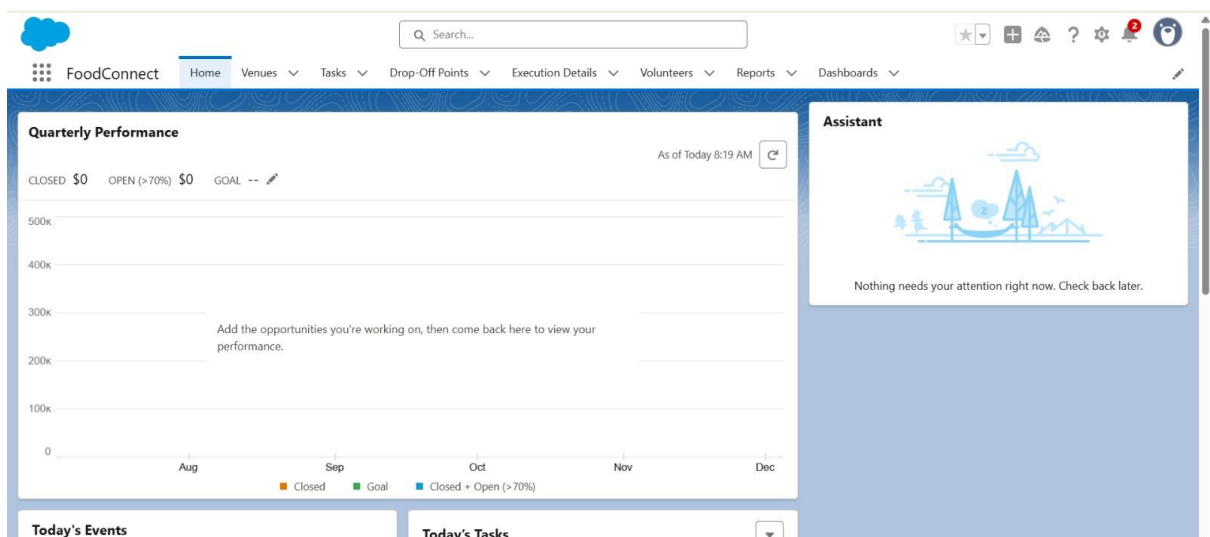 Search...
2
FoodConnect Home Venues Tasks Drop-Off Points Execution Details Volunteers Reports Dashboards
Quarterly Performance
As of Today 8:19 AM
CLOSED $0 OPEN (>70%) $0 GOAL --
500K
400K
300K
200K
100K
0
Add the opportunities you're working on, then come back here to view your
performance.
Aug Sep Oct Nov Dec
Closed Goal Closed + Open (>70%)
Assistant
z
Nothing needs your attention right now. Check back later.
Today's Events
Today's Tasks